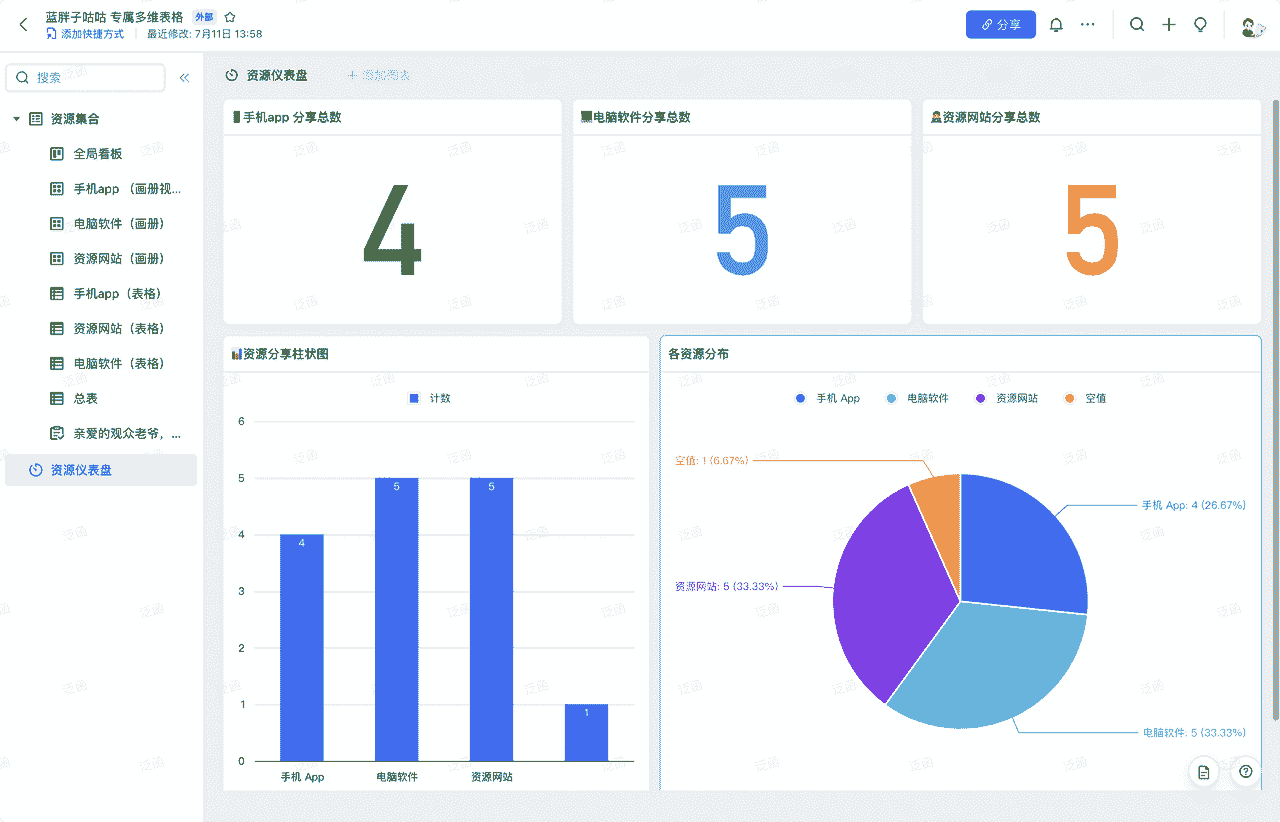 蓝胖子咕咕 专属多维表格 外部
添加快捷方式 最近修改: 7月11日 13:58
分享
搜索
资源集合
全局看板
手机app （画册视...
电脑软件（画册）
资源网站（画册）
手机app（表格）
资源网站（表格）
电脑软件（表格）
总表
亲爱的观众老爷，...
资源仪表盘
资源仪表盘 + 添加图表
手机app 分享总数
4
电脑软件分享总数
5
资源网站分享总数
5
资源分享柱状图
计数
6
5
4
3
2
1
0
4
5
5
1
手机 App 电脑软件 资源网站
各资源分布
手机 App 电脑软件 资源网站 空值
空值: 1 (6.67%)
手机 App: 4 (26.67%)
资源网站: 5 (33.33%)
电脑软件: 5 (33.33%)
泛函